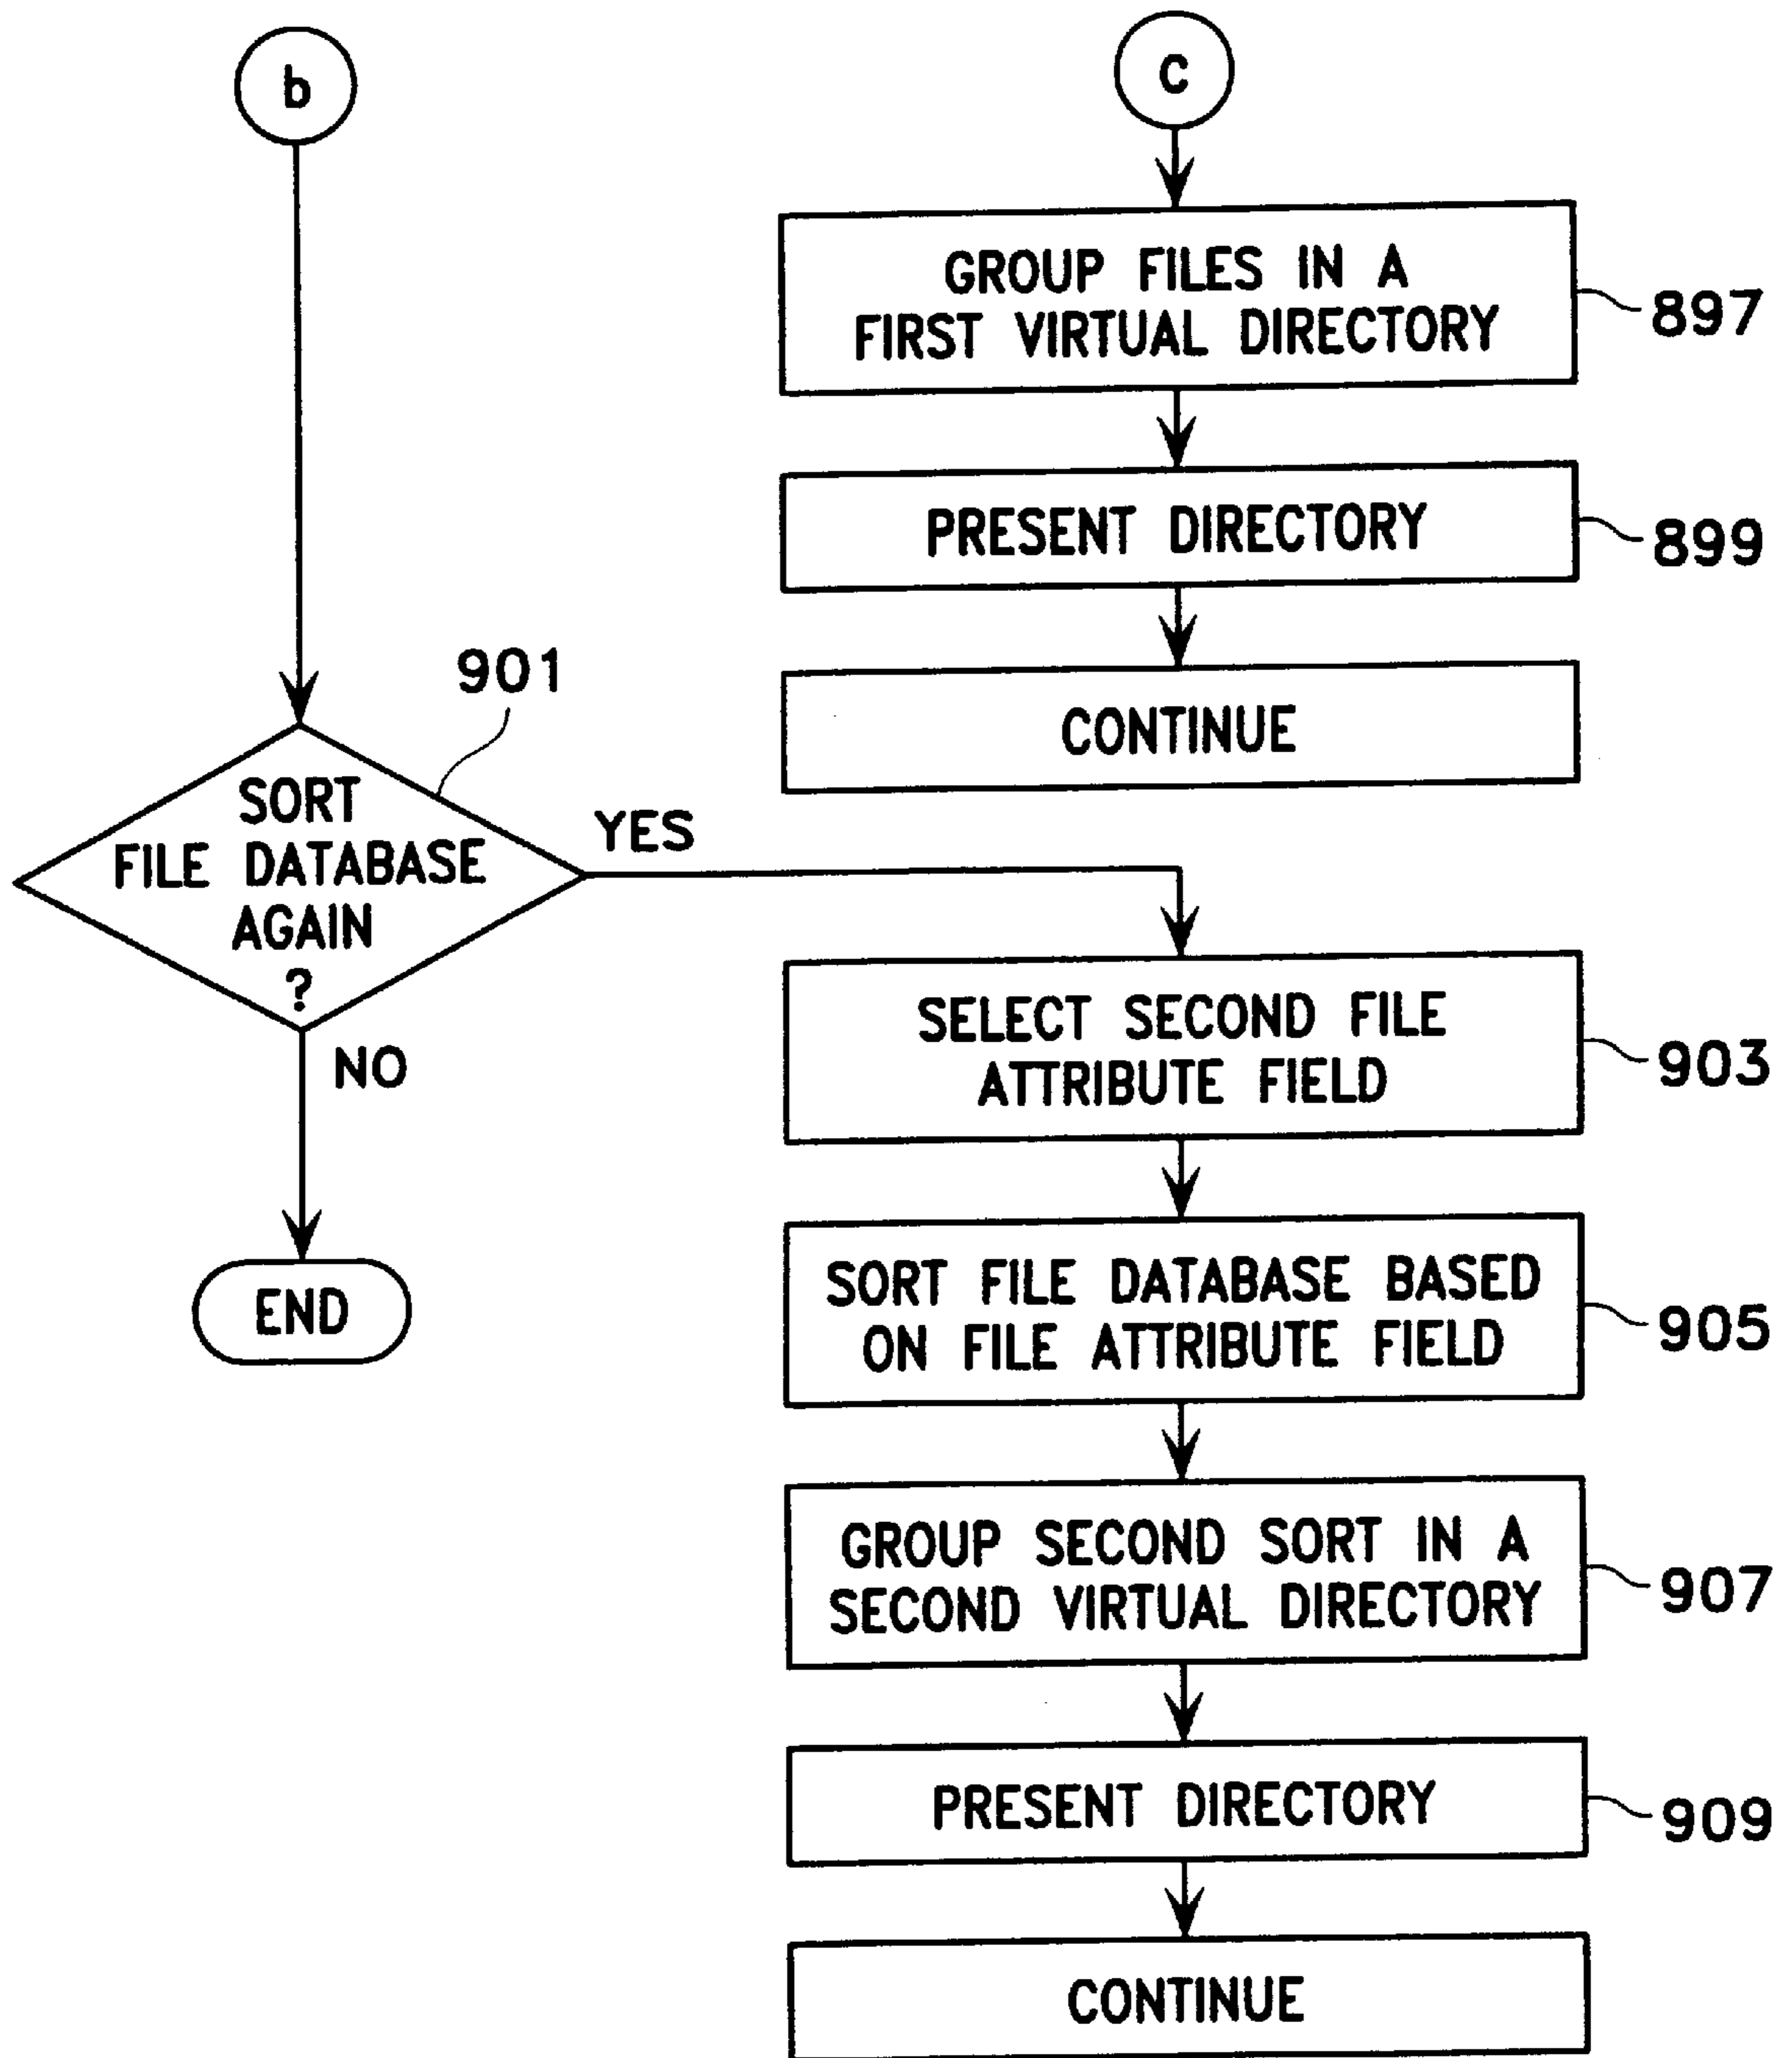 b
c
GROUP FILES IN A
FIRST VIRTUAL DIRECTORY
897
PRESENT DIRECTORY
899
CONTINUE
901
SORT
FILE DATABASE
AGAIN
?
YES
NO
END
SELECT SECOND FILE
ATTRIBUTE FIELD
903
SORT FILE DATABASE BASED
ON FILE ATTRIBUTE FIELD
905
GROUP SECOND SORT IN A
SECOND VIRTUAL DIRECTORY
907
PRESENT DIRECTORY
909
CONTINUE